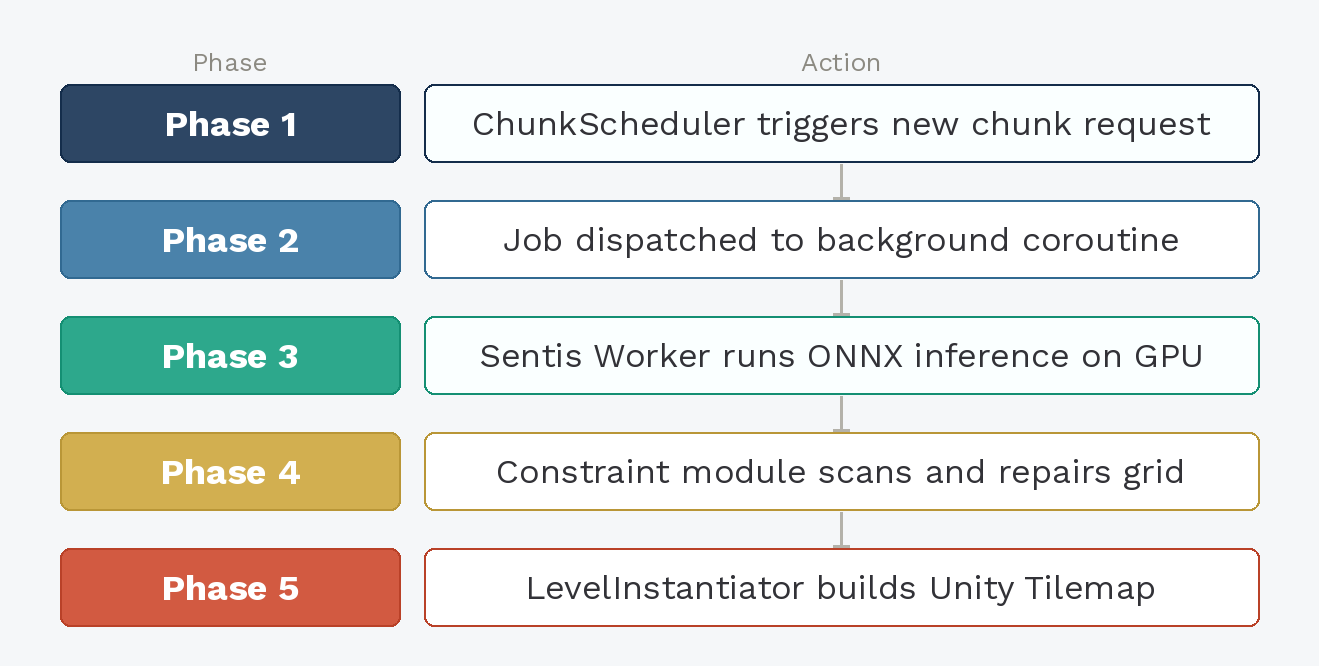 Phase
Action
Phase 1
ChunkScheduler triggers new chunk request
Phase 2
Job dispatched to background coroutine
Phase 3
Sentis Worker runs ONNX inference on GPU
Phase 4
Constraint module scans and repairs grid
Phase 5
LevelInstantiator builds Unity Tilemap